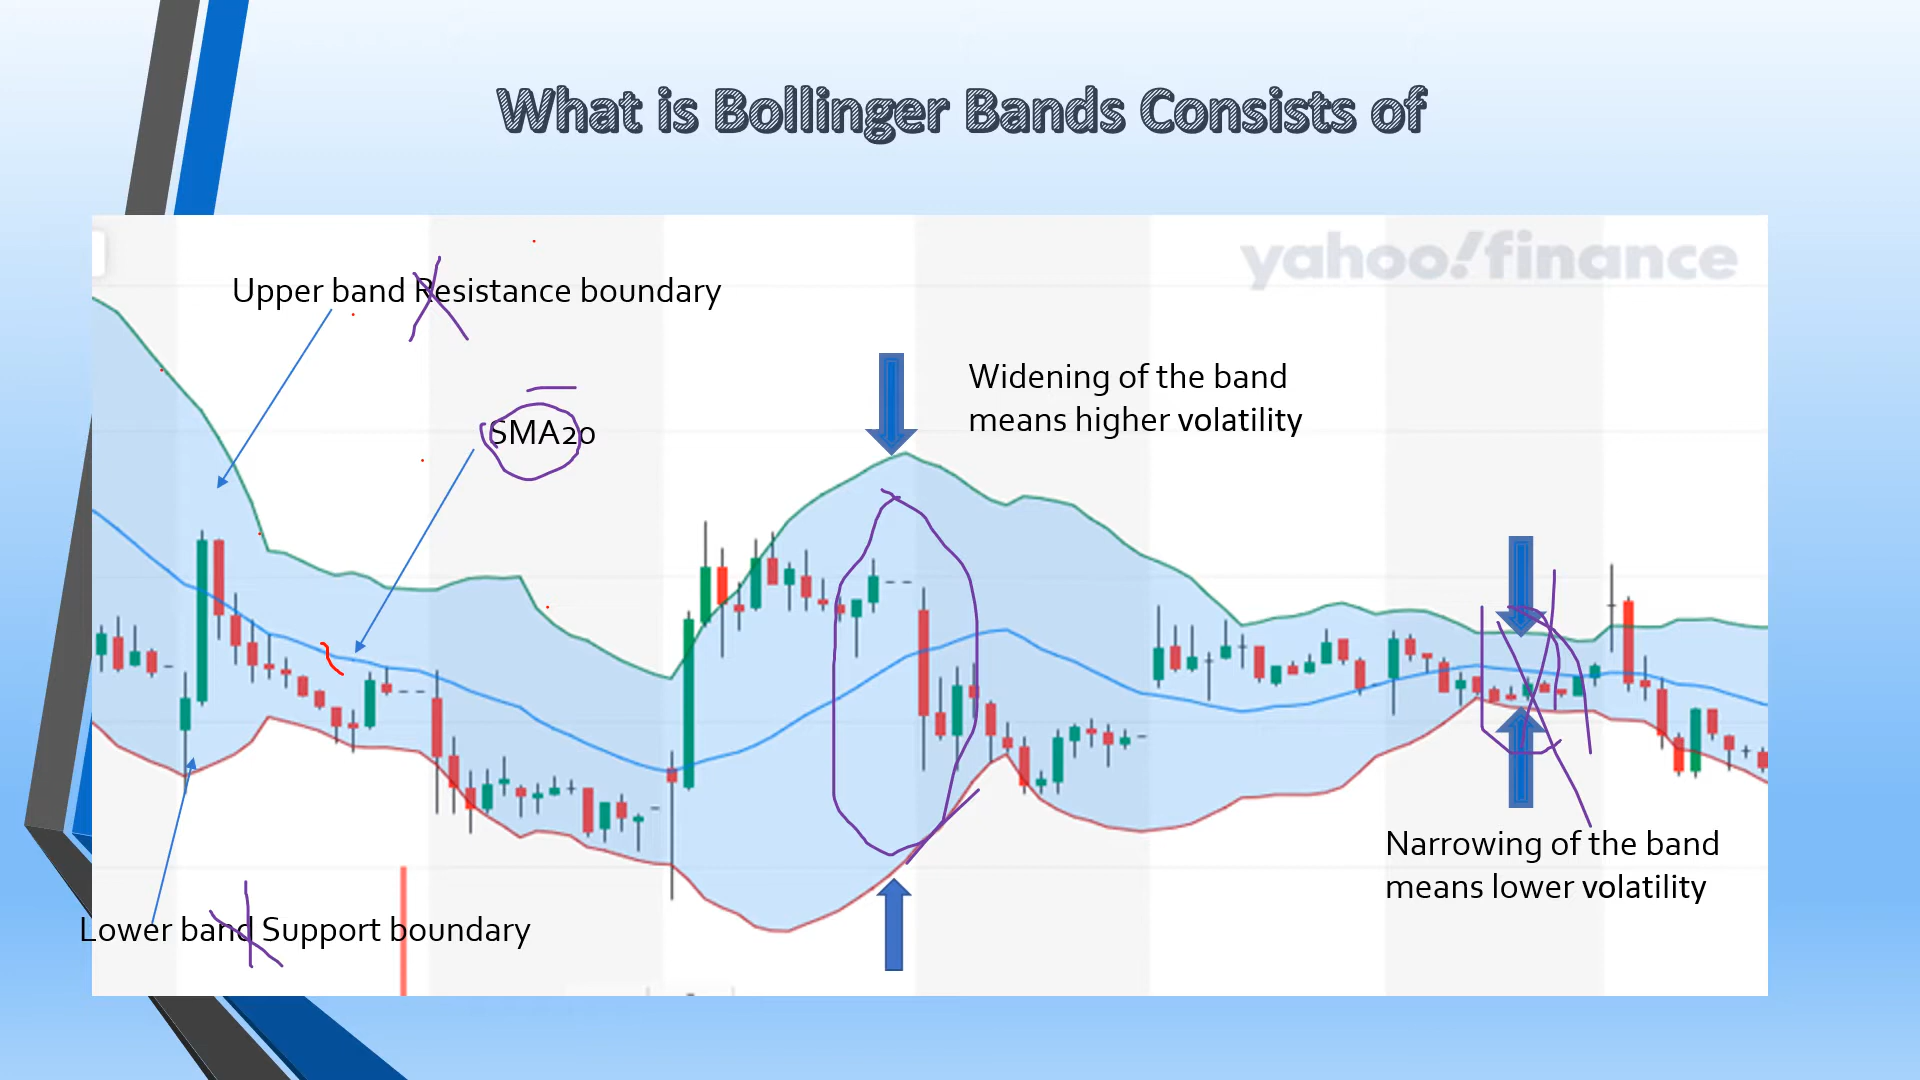 What is Bollinger Bands Consists of
yahoo!finance
Upper band Resistance boundary
Widening of the band
means higher volatility
SMA20
Narrowing of the band
means lower volatility
Lower band Support boundary